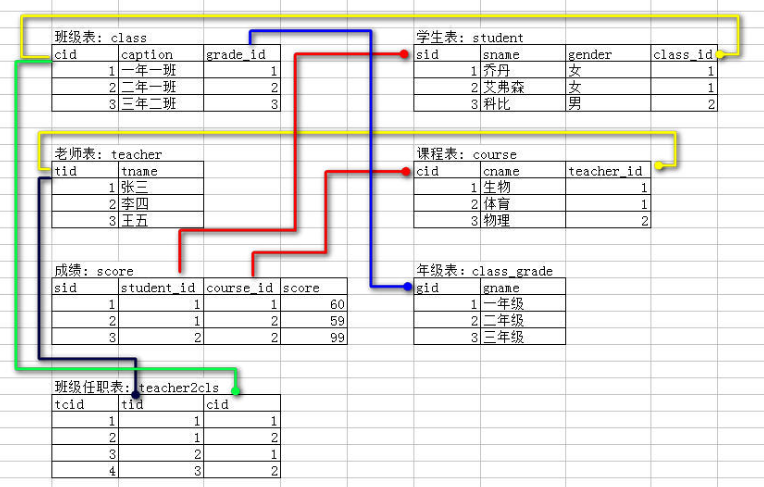 班级表: class
cid caption grade_id
1 一年一班 1
2 二年一班 2
3 三年二班 3
学生表: student
sid sname gender class_id
1 乔丹 女 1
2 艾弗森 女 1
3 科比 男 2
老师表: teacher
tid tname
1 张三
2 李四
3 王五
课程表: course
cid cname teacher_id
1 生物 1
2 体育 1
3 物理 2
成绩: score
sid student_id course_id score
1 1 1 60
2 1 2 59
3 2 2 99
年级表: class_grade
gid gname
1 一年级
2 二年级
3 三年级
班级任职表: teacher2cls
tcid tid cid
1 1 1
2 1 2
3 2 1
4 3 2